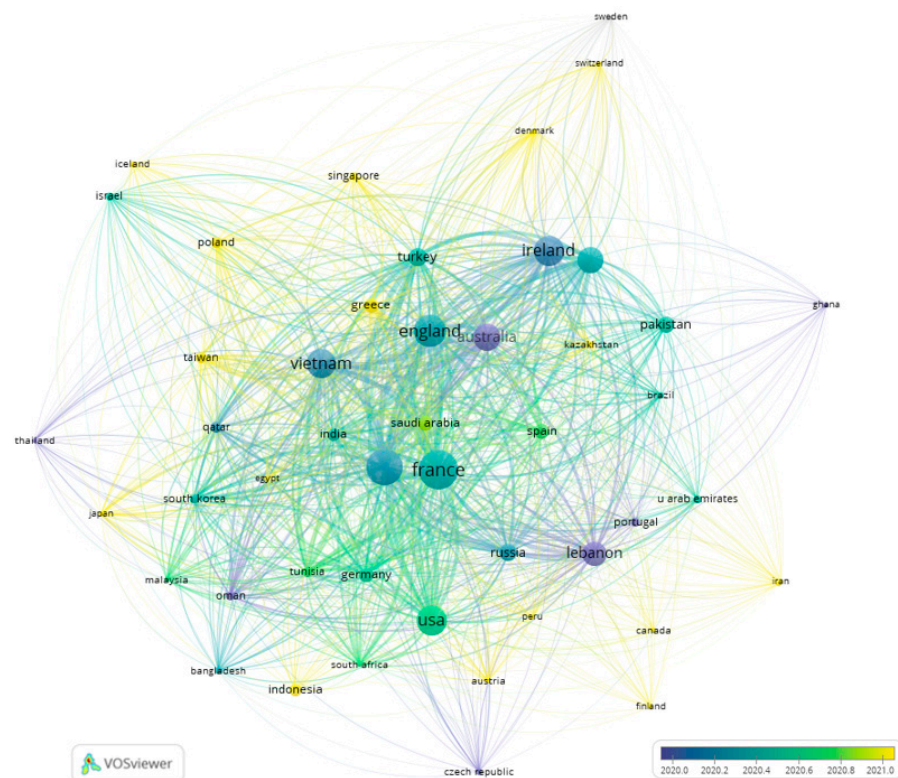 sweden
switzerland
denmark
iceland
singapore
israel
poland
turkey
ireland
greece
ghana
england
australia
pakistan
kazakhstan
taiwan
vietnam
brazil
saudi arabia
qatar
india
spain
thailand
france
egypt
south korea
u arab emirates
japan
portugal
russia
lebanon
tunisia
germany
malaysia
iran
oman
usa
peru
canada
south africa
bangladesh
austria
indonesia
finland
VOSviewer
czech republic
2020.0 2020.2 2020.4 2020.6 2020.8 2021.0